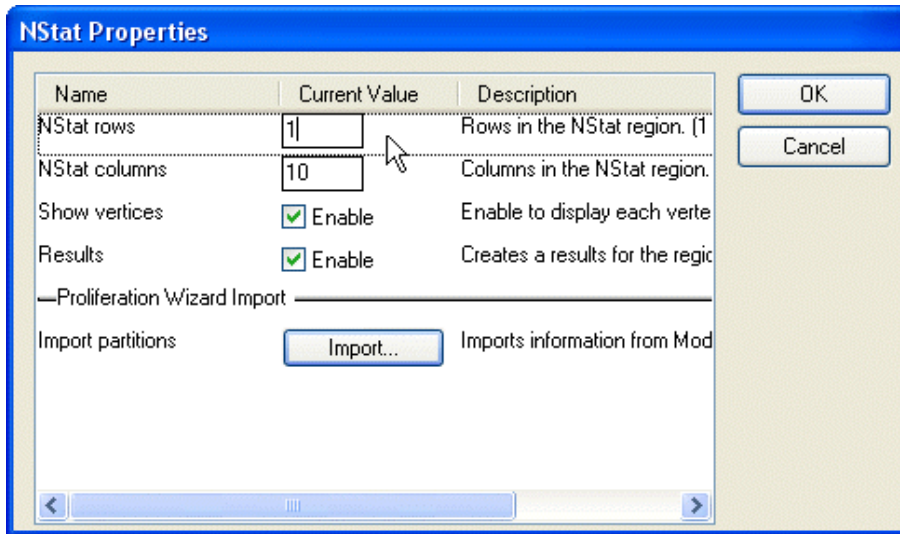 NStat Properties
Name Current Value Description
NStat rows 1 Rows in the NStat region. (1
NStat columns 10 Columns in the NStat region.
Show vertices Enable Enable to display each verte
Results Enable Creates a results for the regic
Proliferation Wizard Import
Import partitions Import... Imports information from Mod
OK
Cancel